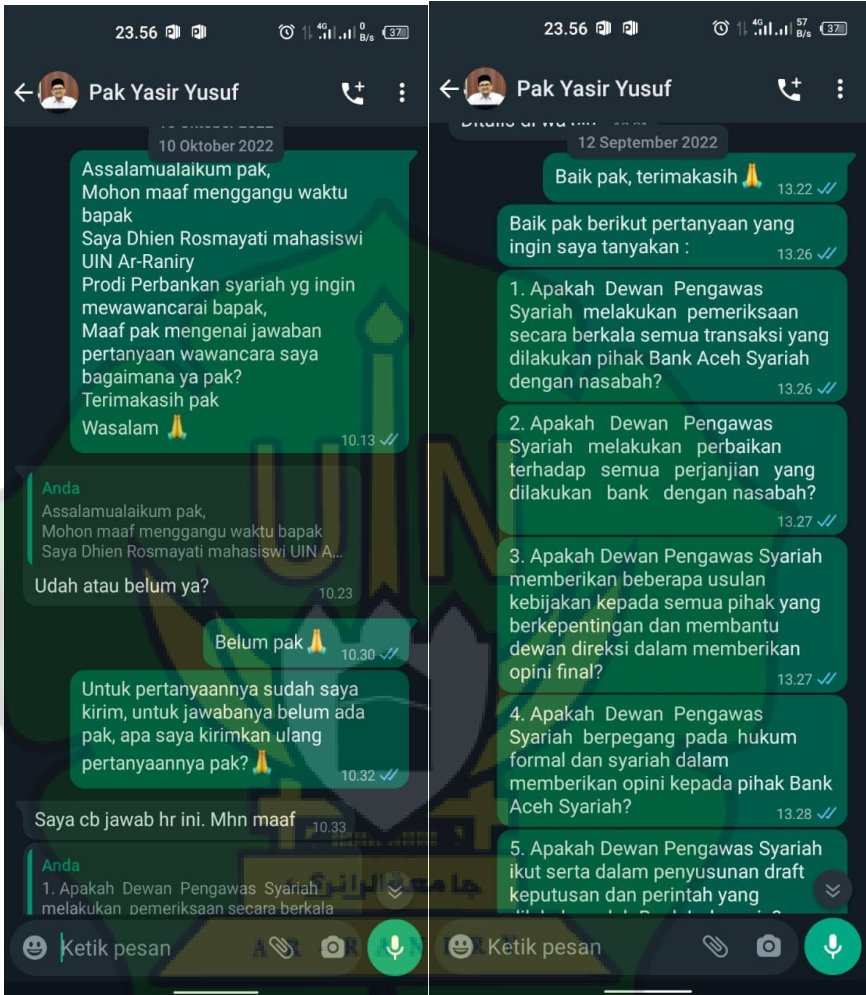 23.56
4G
0
B/s
37
Pak Yasir Yusuf
10 Oktober 2022
Assalamualaikum pak,
Mohon maaf menggangu waktu
bapak
Saya Dhien Rosmayati mahasiswi
UIN Ar-Raniry
Prodi Perbankan syariah yg ingin
mewawancarai bapak,
Maaf pak mengenai jawaban
pertanyaan wawancara saya
bagaimana ya pak?
Terimakasih pak
Wasalam 🙏
10.13
Anda
Assalamualaikum pak,
Mohon maaf menggangu waktu bapak
Saya Dhien Rosmayati mahasiswi UIN A...
Udah atau belum ya?
10.23
Belum pak 🙏
10.30
Untuk pertanyaannya sudah saya
kirim, untuk jawabanya belum ada
pak, apa saya kirimkan ulang
pertanyaannya pak? 🙏
10.32
Saya cb jawab hr ini. Mhn maaf
10.33
Anda
1. Apakah Dewan Pengawas Syariah
melakukan pemeriksaan secara berkala
Ketik pesan
23.56
4G
57
B/s
37
Pak Yasir Yusuf
12 September 2022
Baik pak, terimakasih 🙏
13.22
Baik pak berikut pertanyaan yang
ingin saya tanyakan :
13.26
1. Apakah Dewan Pengawas
Syariah melakukan pemeriksaan
secara berkala semua transaksi yang
dilakukan pihak Bank Aceh Syariah
dengan nasabah?
13.26
2. Apakah Dewan Pengawas
Syariah melakukan perbaikan
terhadap semua perjanjian yang
dilakukan bank dengan nasabah?
13.27
3. Apakah Dewan Pengawas Syariah
memberikan beberapa usulan
kebijakan kepada semua pihak yang
berkepentingan dan membantu
dewan direksi dalam memberikan
opini final?
13.27
4. Apakah Dewan Pengawas
Syariah berpegang pada hukum
formal dan syariah dalam
memberikan opini kepada pihak Bank
Aceh Syariah?
13.28
5. Apakah Dewan Pengawas Syariah
ikut serta dalam penyusunan draft
keputusan dan perintah yang
Ketik pesan
UIN